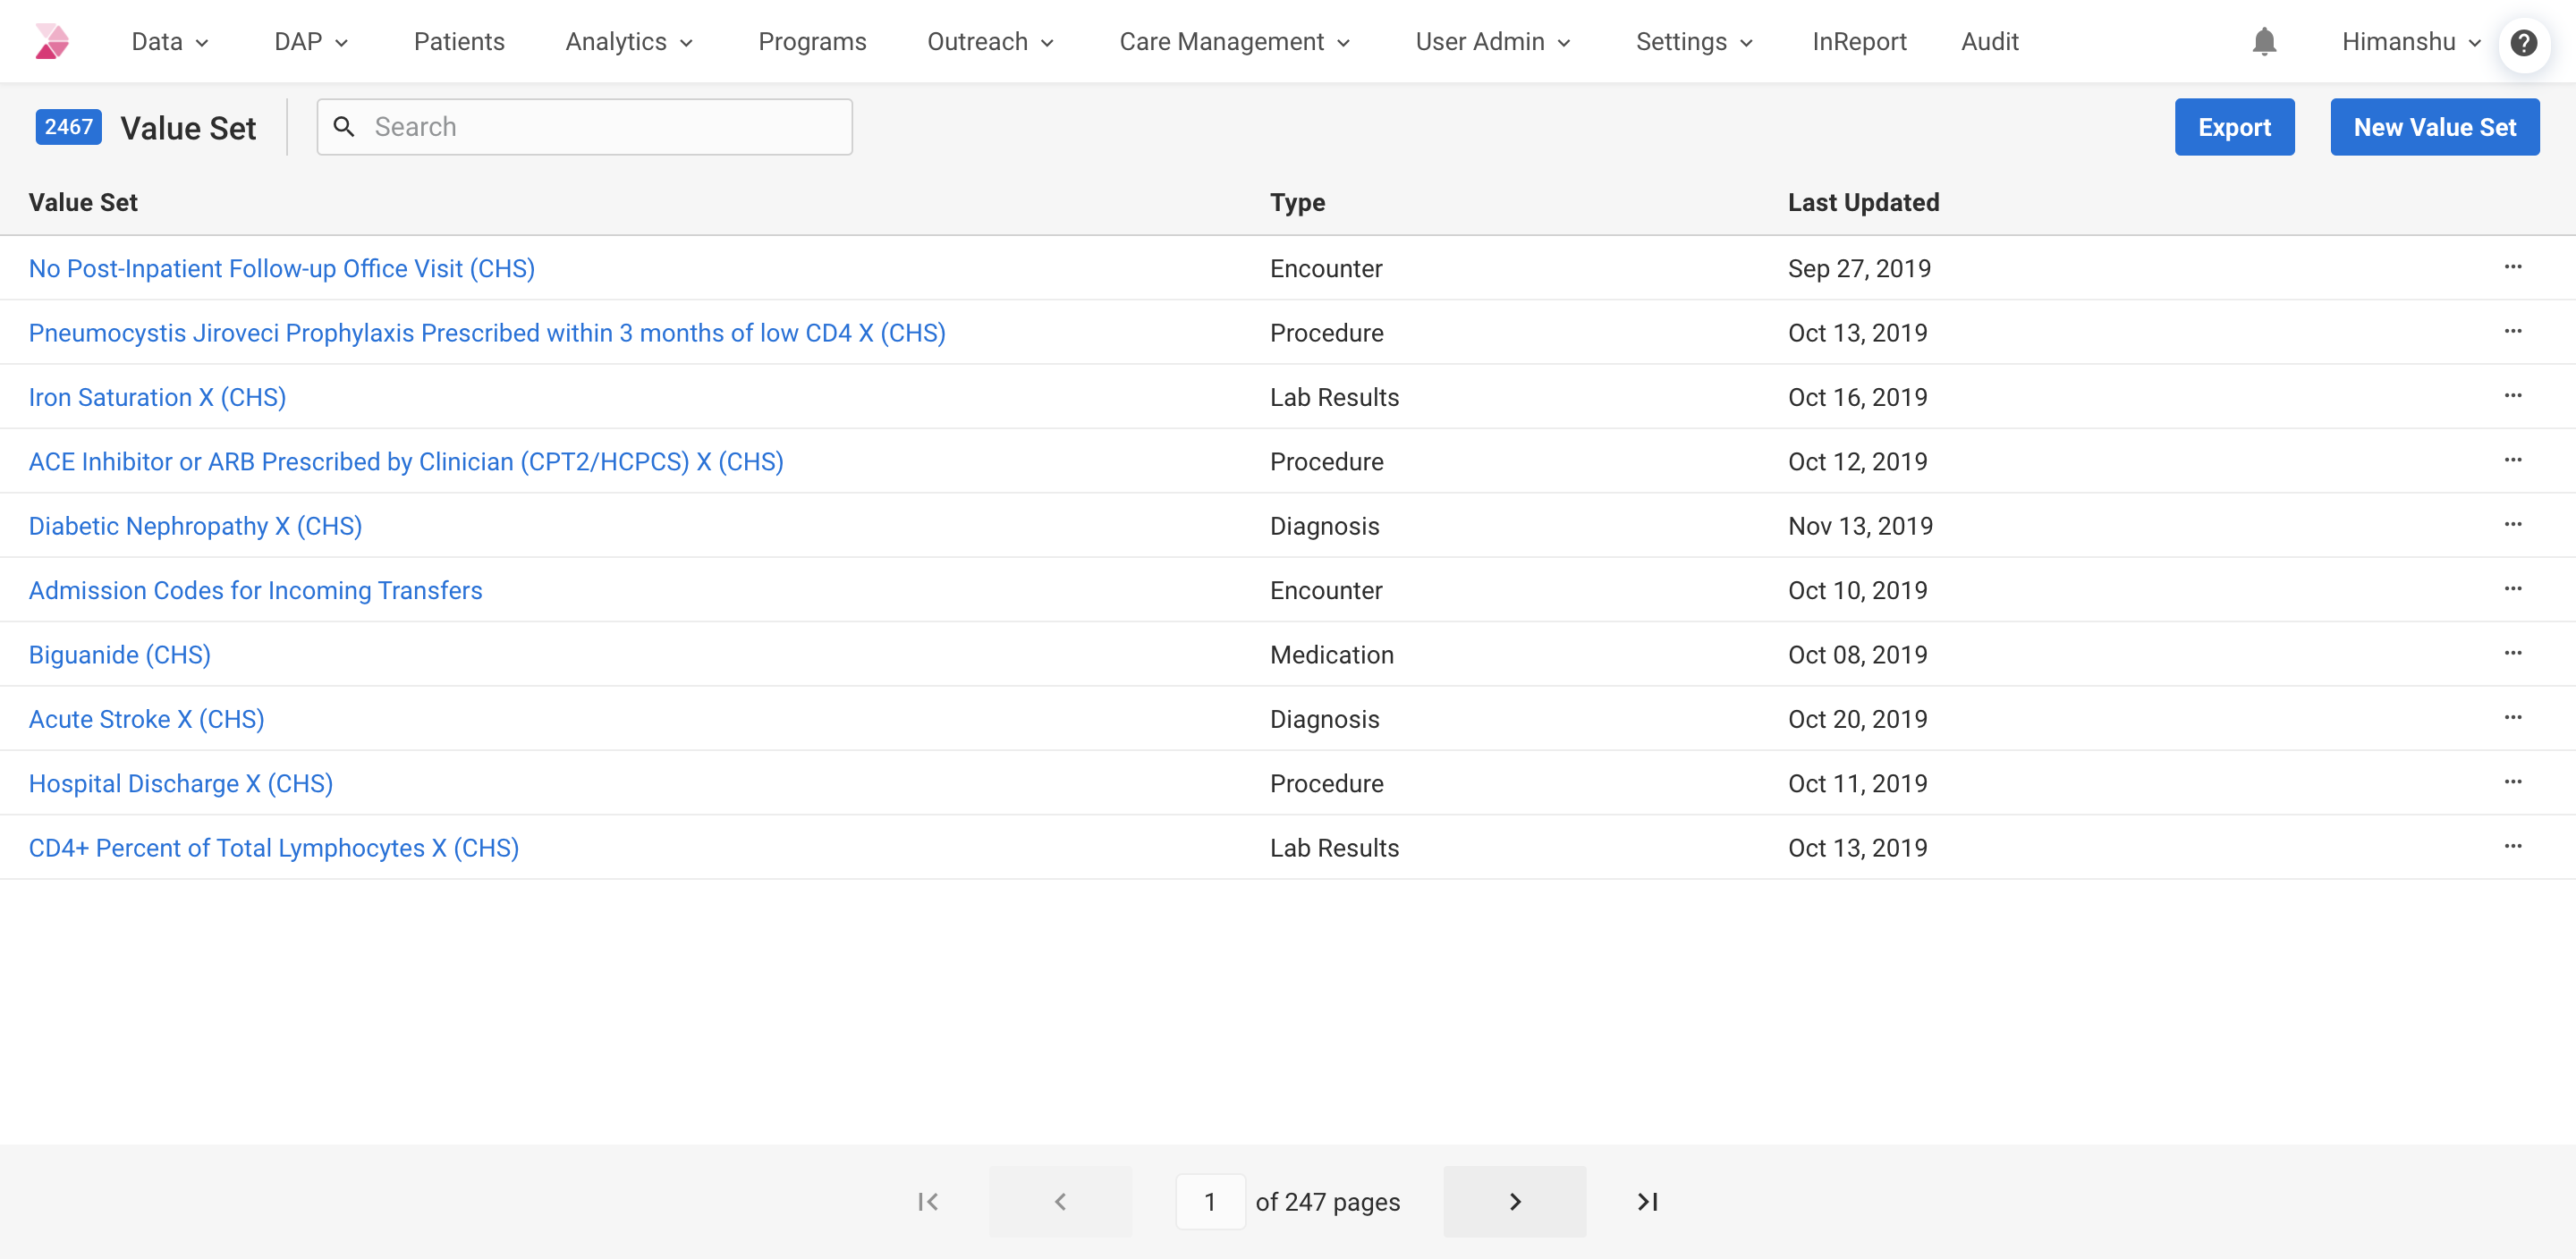 Data DAP Patients Analytics Programs Outreach Care Management User Admin Settings InReport Audit Himanshu ?
2467 Value Set Search Export New Value Set
Value Set Type Last Updated
No Post-Inpatient Follow-up Office Visit (CHS) Encounter Sep 27, 2019 ...
Pneumocystis Jiroveci Prophylaxis Prescribed within 3 months of low CD4 X (CHS) Procedure Oct 13, 2019 ...
Iron Saturation X (CHS) Lab Results Oct 16, 2019 ...
ACE Inhibitor or ARB Prescribed by Clinician (CPT2/HCPCS) X (CHS) Procedure Oct 12, 2019 ...
Diabetic Nephropathy X (CHS) Diagnosis Nov 13, 2019 ...
Admission Codes for Incoming Transfers Encounter Oct 10, 2019 ...
Biguanide (CHS) Medication Oct 08, 2019 ...
Acute Stroke X (CHS) Diagnosis Oct 20, 2019 ...
Hospital Discharge X (CHS) Procedure Oct 11, 2019 ...
CD4+ Percent of Total Lymphocytes X (CHS) Lab Results Oct 13, 2019 ...
1 of 247 pages